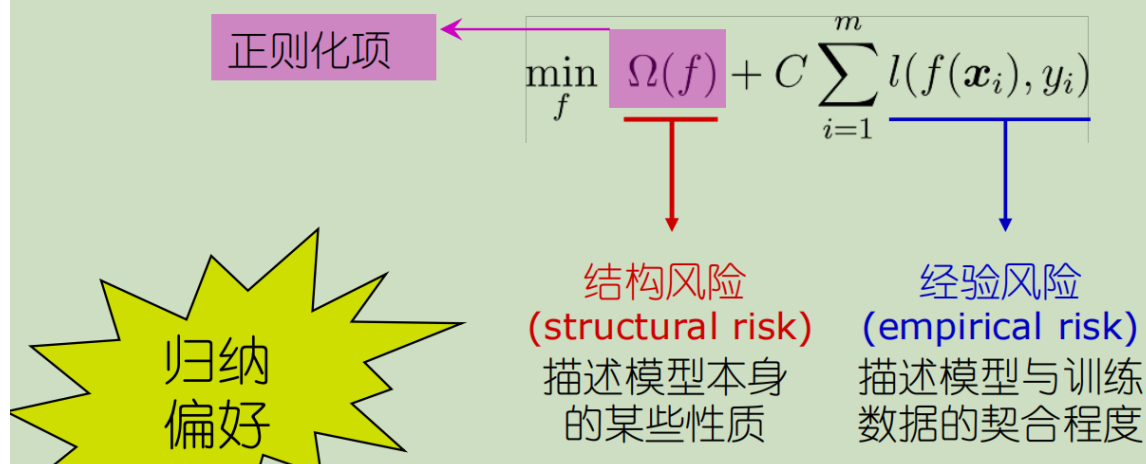 正则化项
min_f Ω(f) + C ∑_{i=1}^{m} l(f(𝒙_i), y_i)
结构风险
(structural risk)
描述模型本身
的某些性质
经验风险
(empirical risk)
描述模型与训练
数据的契合程度
归纳
偏好